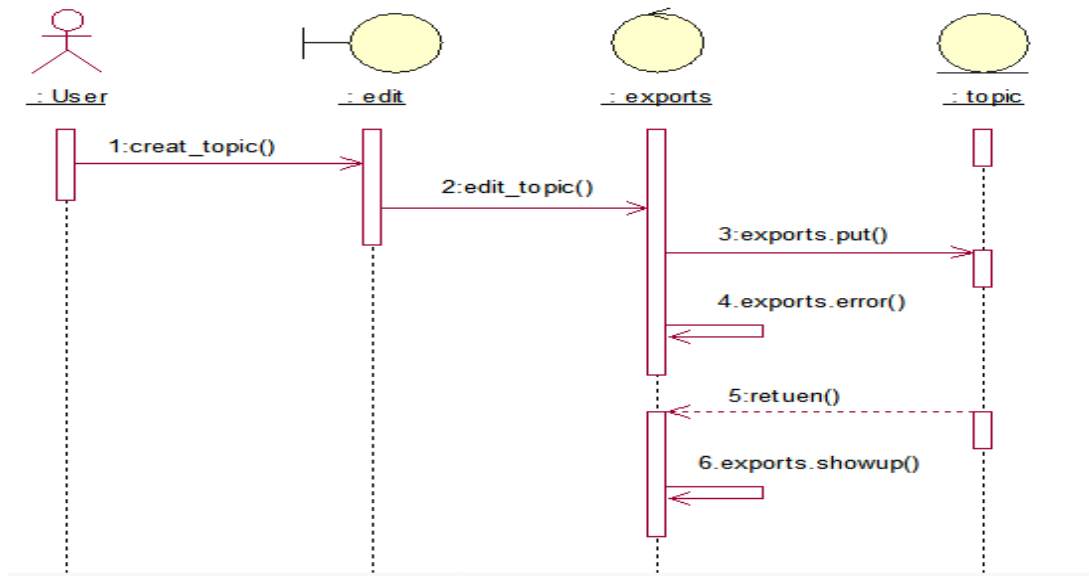 : User
: edit
: exports
: topic
1:creat_topic()
2:edit_topic()
3:exports.put()
4.exports.error()
5:retuen()
6.exports.showup()